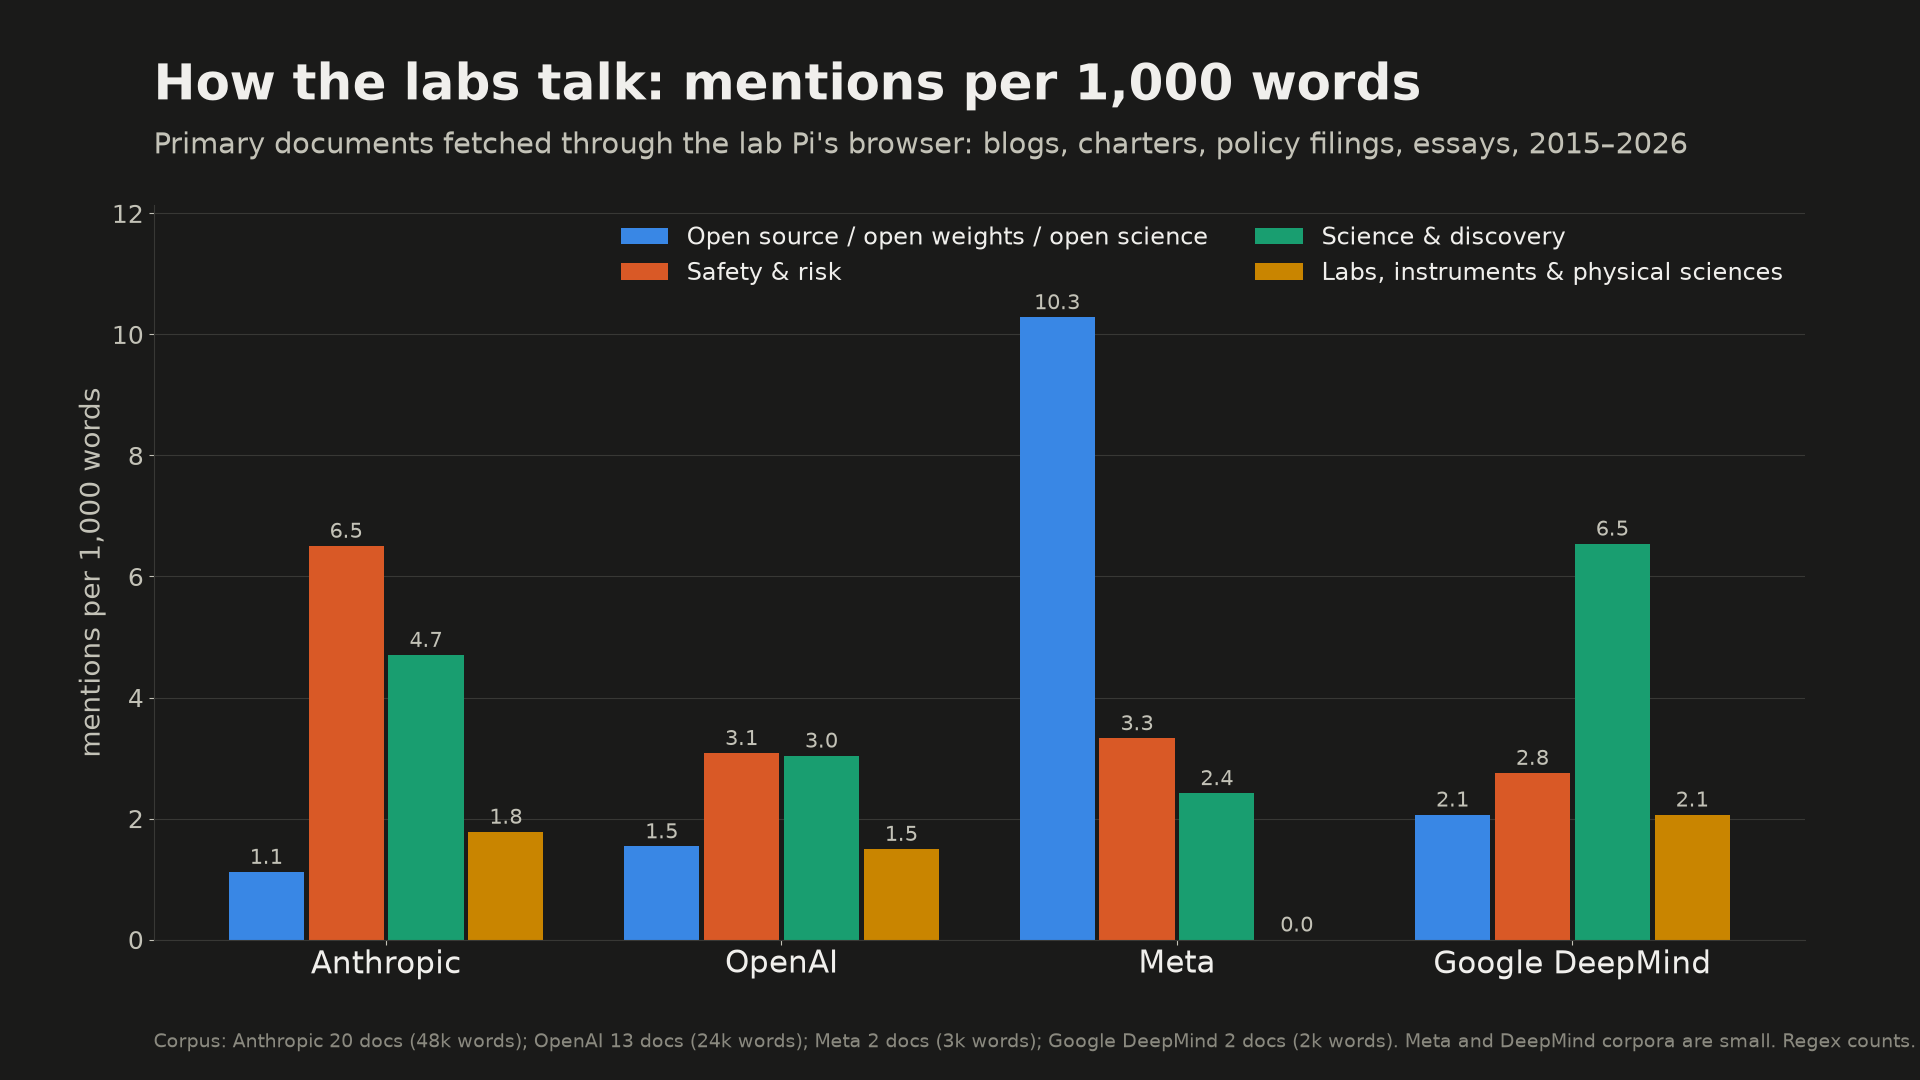 How the labs talk: mentions per 1,000 words
Primary documents fetched through the lab Pi's browser: blogs, charters, policy filings, essays, 2015–2026
mentions per 1,000 words
12
10
8
6
4
2
0
Open source / open weights / open science
Safety & risk
Science & discovery
Labs, instruments & physical sciences
1.1
6.5
4.7
1.8
1.5
3.1
3.0
1.5
10.3
3.3
2.4
0.0
2.1
2.8
6.5
2.1
Anthropic
OpenAI
Meta
Google DeepMind
Corpus: Anthropic 20 docs (48k words); OpenAI 13 docs (24k words); Meta 2 docs (3k words); Google DeepMind 2 docs (2k words). Meta and DeepMind corpora are small. Regex counts.